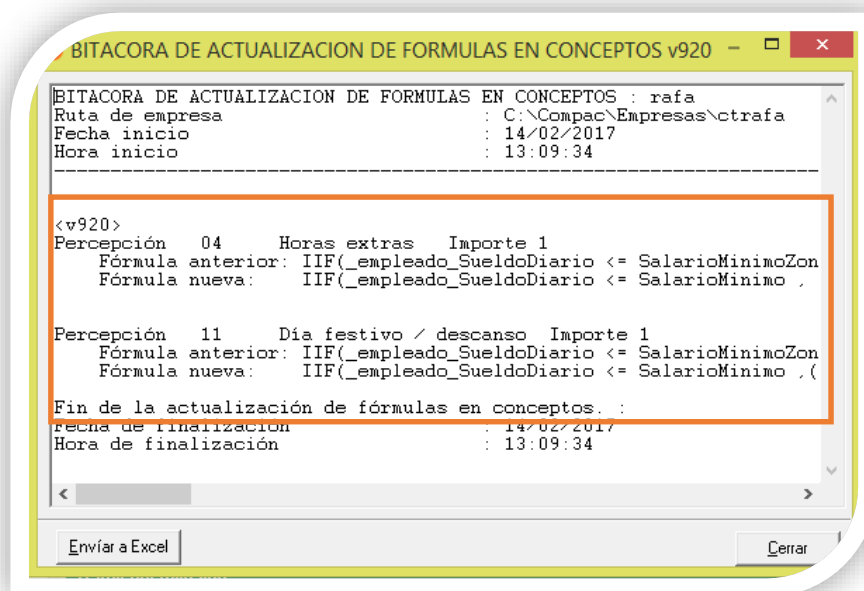 BITACORA DE ACTUALIZACION DE FORMULAS EN CONCEPTOS v920
BITACORA DE ACTUALIZACION DE FORMULAS EN CONCEPTOS : rafa
Ruta de empresa : C:\Compac\Empresas\ctrafa
Fecha inicio : 14/02/2017
Hora inicio : 13:09:34
<v920>
Percepción 04 Horas extras Importe 1
Fórmula anterior: IIF(_empleado_SueldoDiario <= SalarioMinimoZon
Fórmula nueva: IIF(_empleado_SueldoDiario <= SalarioMinimo ,
Percepción 11 Día festivo / descanso Importe 1
Fórmula anterior: IIF(_empleado_SueldoDiario <= SalarioMinimoZon
Fórmula nueva: IIF(_empleado_SueldoDiario <= SalarioMinimo ,(
Fin de la actualización de fórmulas en conceptos. :
Fecha de finalización : 14/02/2017
Hora de finalización : 13:09:34
Envíar a Excel
Cerrar